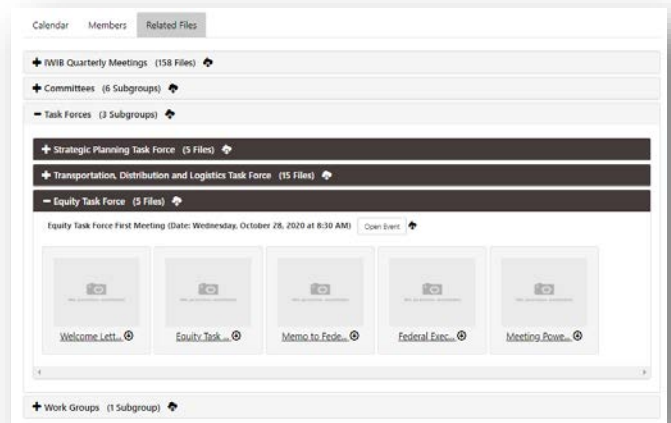 Calendar Members Related Files
IWIB Quarterly Meetings (158 Files)
Committees (6 Subgroups)
Task Forces (3 Subgroups)
Strategic Planning Task Force (5 Files)
Transportation, Distribution and Logistics Task Force (15 Files)
Equity Task Force (5 Files)
Equity Task Force First Meeting (Date: Wednesday, October 28, 2020 at 8:30 AM) Open Event
Welcome Lett... Equity Task ... Memo to Fede... Federal Exec... Meeting Powe...
Work Groups (1 Subgroup)